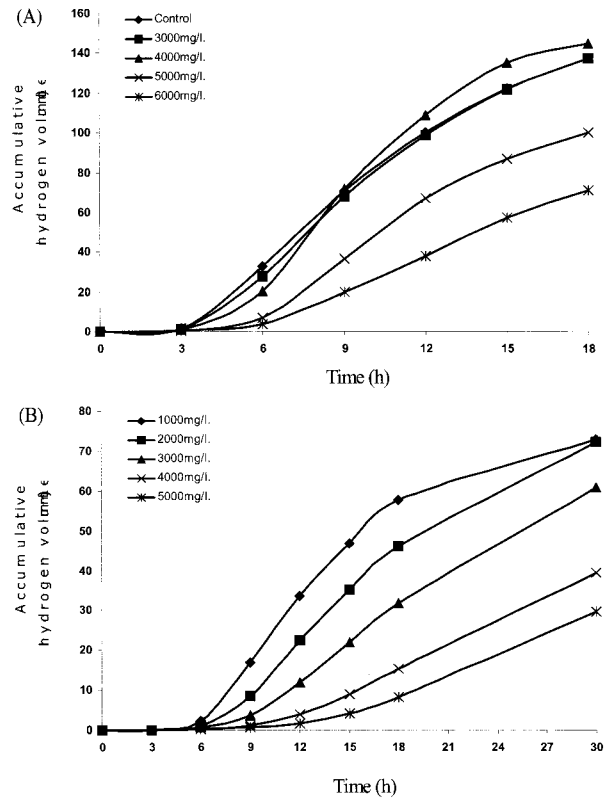 (A)
Control
3000mg/l.
4000mg/l.
5000mg/l.
6000mg/l.
Accumulative
hydrogen
160
140
120
100
80
60
40
20
0
0 3 6 9 12 15 18
Time (h)
(B)
1000mg/l.
2000mg/l.
3000mg/l.
4000mg/l.
5000mg/l.
Accumulative
hydrogen
80
70
60
50
40
30
20
10
0
0 3 6 9 12 15 18 21 24 27 30
Time (h)